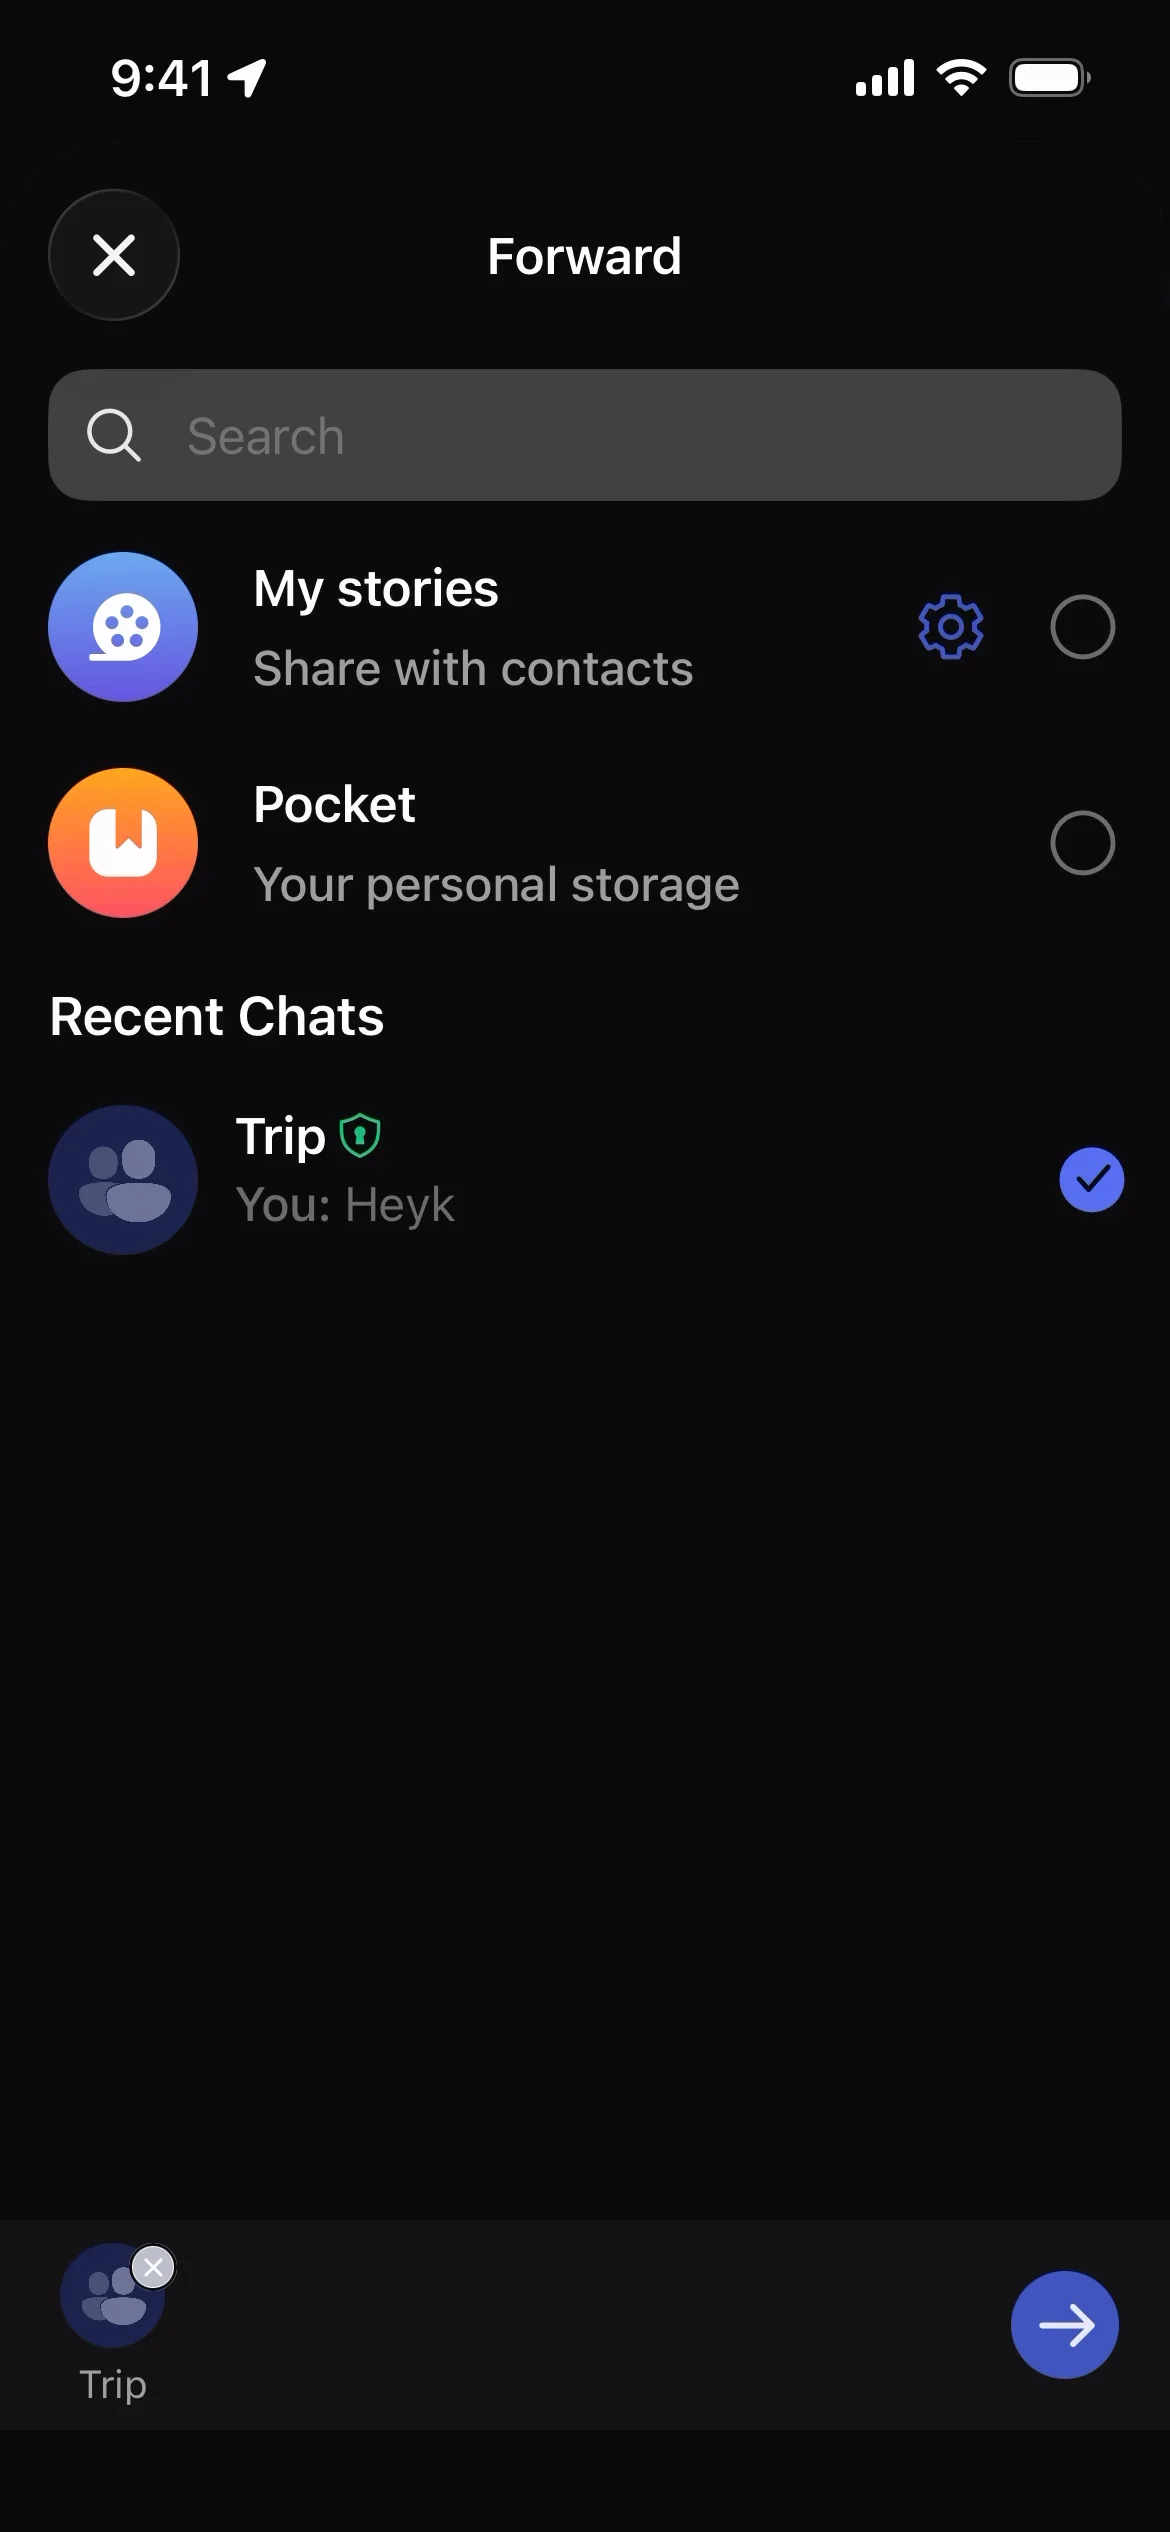 9:41
Forward
Search
My stories
Share with contacts
Pocket
Your personal storage
Recent Chats
Trip
You: Heyk
Trip